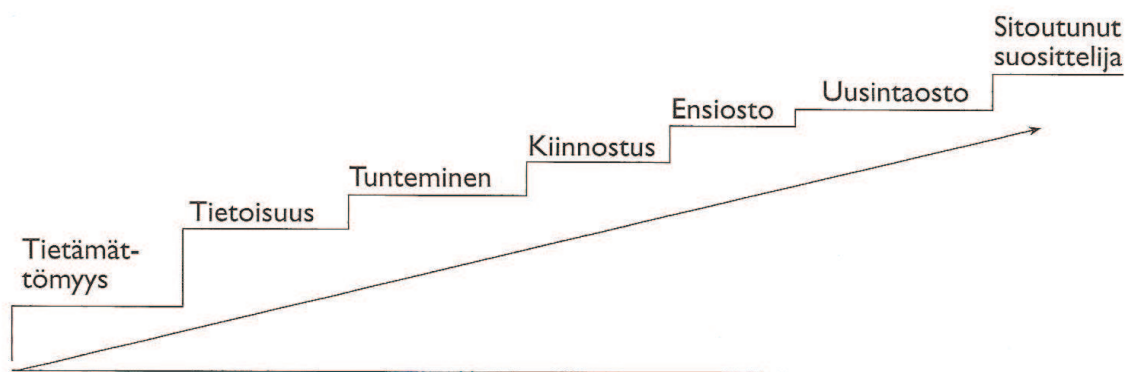 Tietämät-
tömyys
Tietoisuus
Tunteminen
Kiinnostus
Ensiosto
Uusintaosto
Sitoutunut
suosittelija